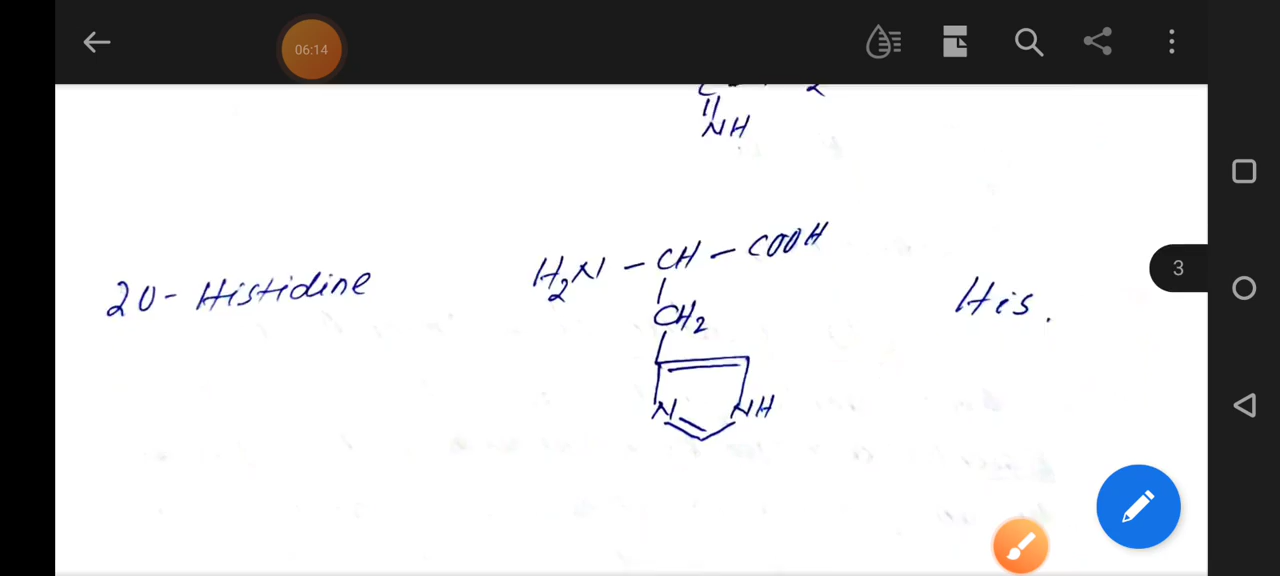 06:14
NH
H2N - CH - COOH
20- Histidine
His.
CH2
N
NH
3